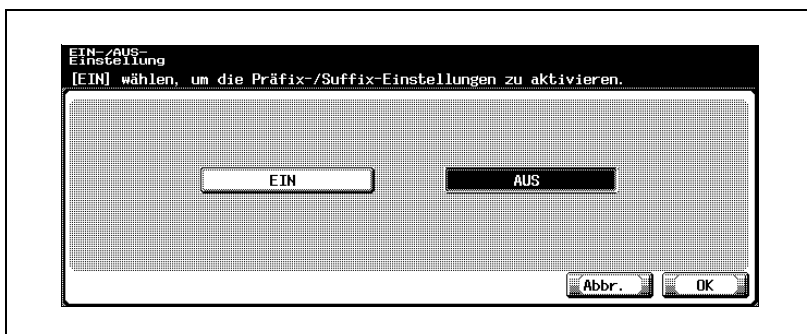 EIN-/AUS-
Einstellung
[EIN] wählen, um die Präfix-/Suffix-Einstellungen zu aktivieren.
EIN AUS
Abbr. OK